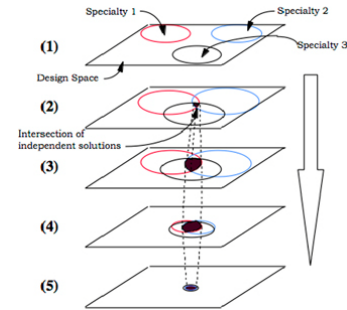 Specialty 1
Specialty 2
(1)
Specialty 3
Design Space
(2)
Intersection of
independent solutions
(3)
(4)
(5)